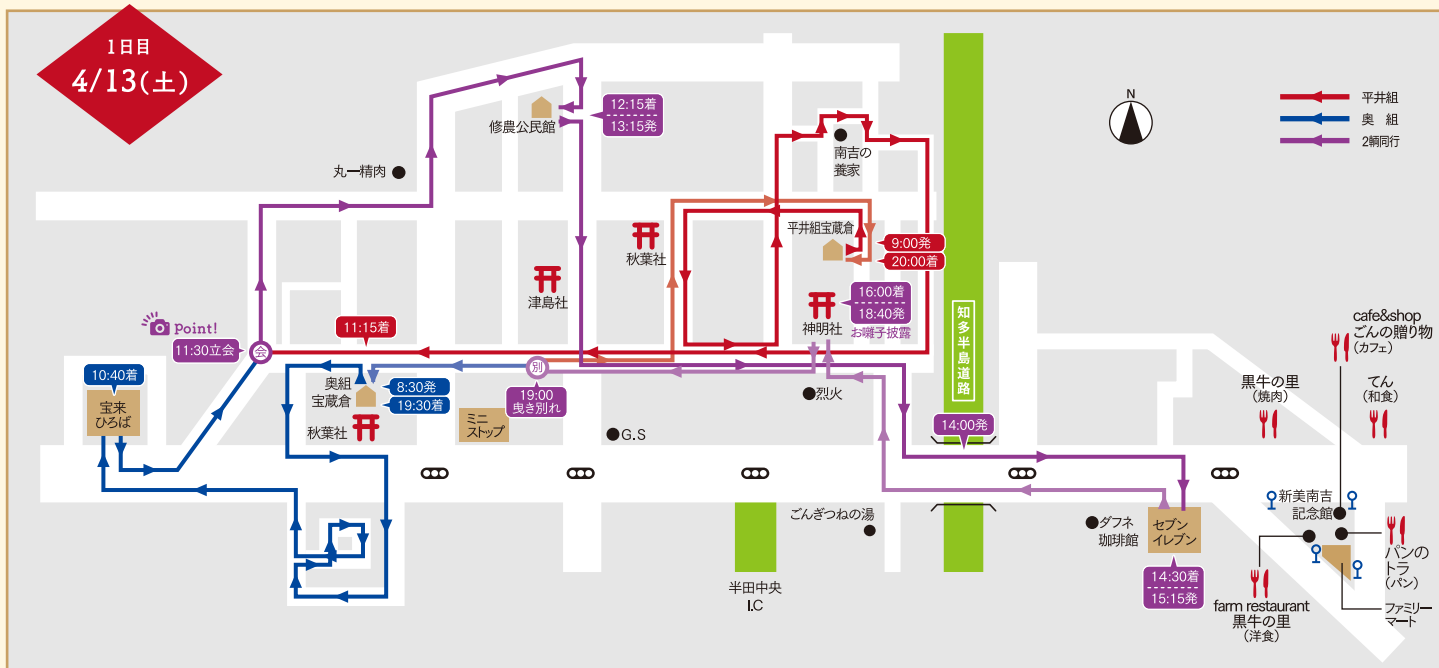 1日目
4/13(土)
N
平井組
奥 組
2輌同行
12:15着
13:15発
修農公民館
南吉の
養家
丸一精肉
平井組宝蔵倉
9:00発
20:00着
秋葉社
津島社
神明社
16:00着
18:40発
お囃子披露
知多半島道路
Point!
11:30立会
会
11:15着
10:40着
宝来
ひろば
奥組
宝蔵倉
8:30発
19:30着
秋葉社
別
19:00
曳き別れ
ミニ
ストップ
G.S
烈火
14:00発
cafe&shop
ごんの贈り物
(カフェ)
黒牛の里
(焼肉)
てん
(和食)
ごんぎつねの湯
半田中央
I.C
ダフネ
珈琲館
セブン
イレブン
14:30着
15:15発
新美南吉
記念館
パンの
トラ
(パン)
farm restaurant
黒牛の里
(洋食)
ファミリー
マート